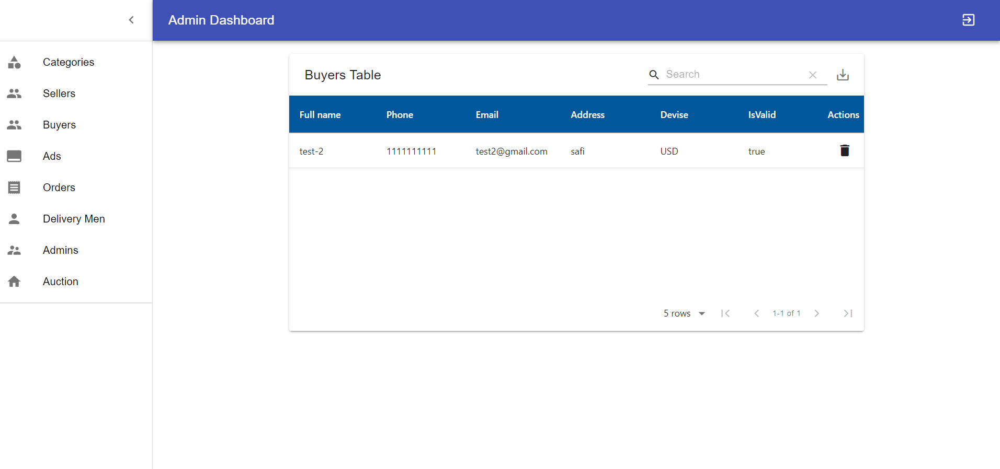 Admin Dashboard
Categories
Sellers
Buyers
Ads
Orders
Delivery Men
Admins
Auction
Buyers Table
Search
Full name Phone Email Address Devise IsValid Actions
test-2 1111111111 test2@gmail.com safi USD true
5 rows 1-1 of 1